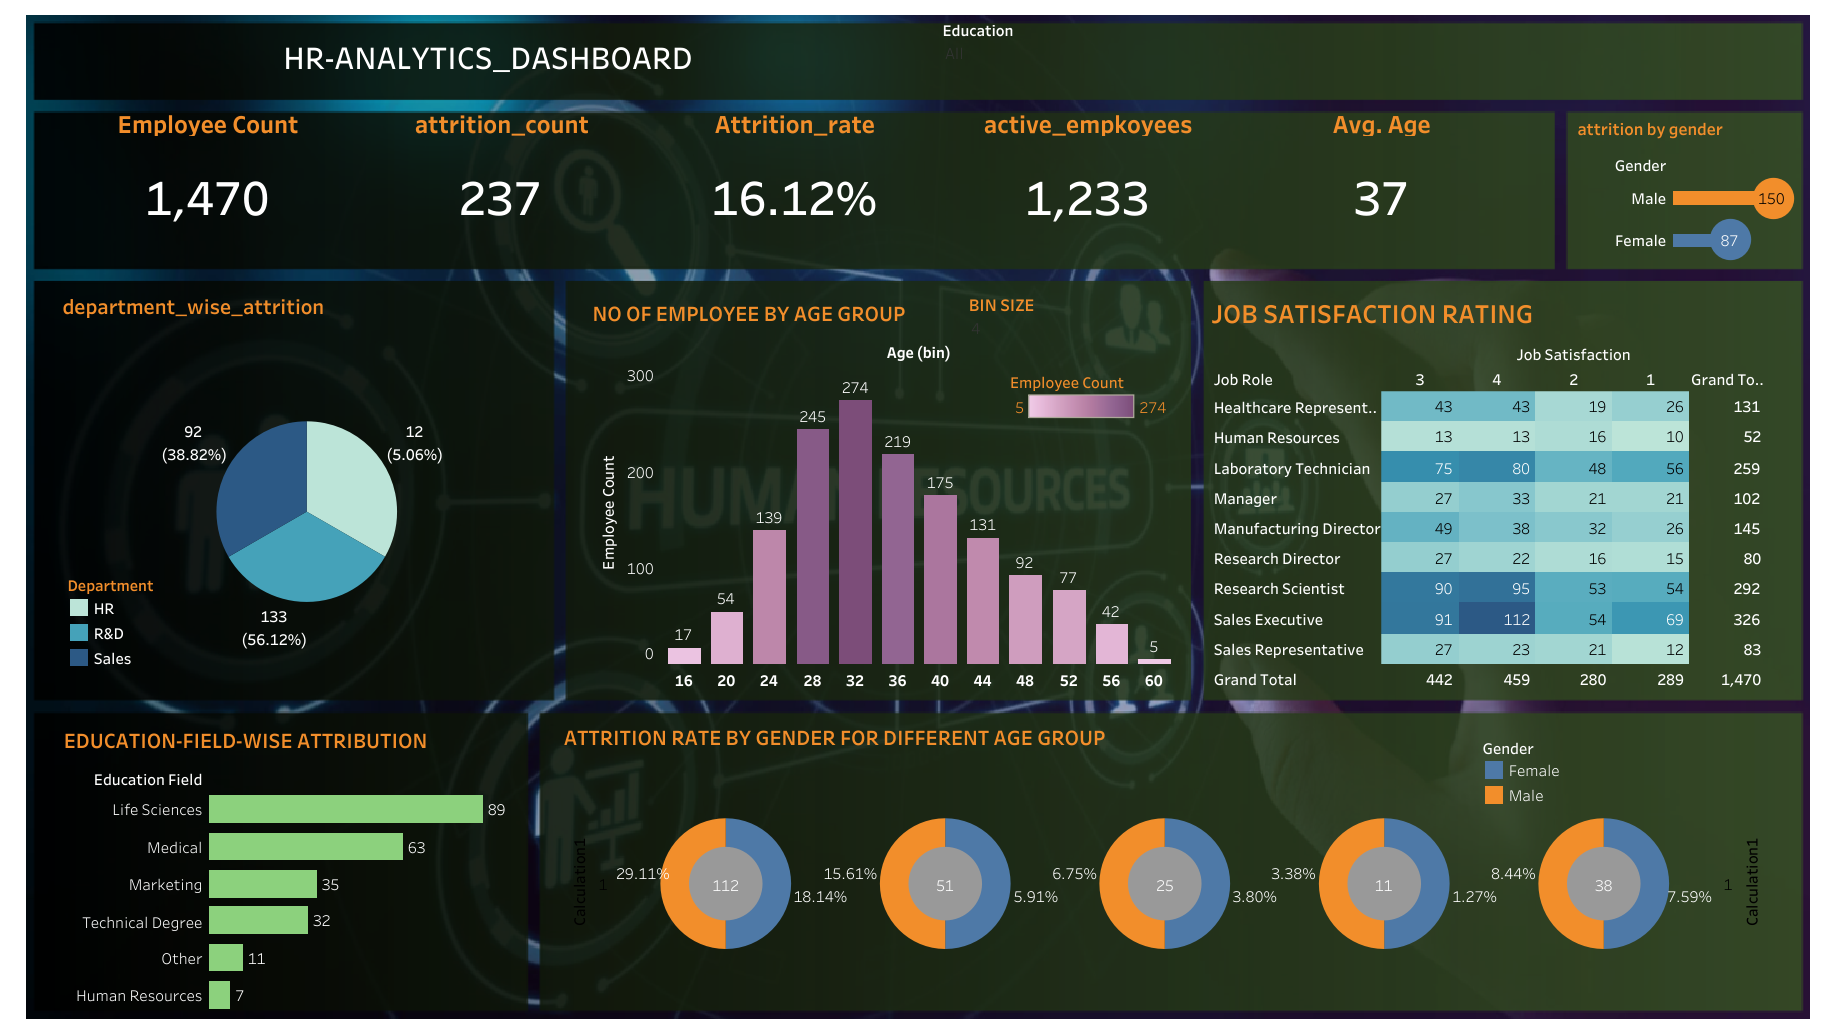 HR-ANALYTICS_DASHBOARD
Education
All
Employee Count
attrition_count
Attrition_rate
active_empkoyees
Avg. Age
1,470
237
16.12%
1,233
37
attrition by gender
Gender
Male 150
Female 87
department_wise_attrition
92
(38.82%)
12
(5.06%)
133
(56.12%)
Department
HR
R&D
Sales
NO OF EMPLOYEE BY AGE GROUP
BIN SIZE
4
Age (bin)
Employee Count
5 274
Employee Count
300
200
100
0
17 54 139 245 274 219 175 131 92 77 42 5
16 20 24 28 32 36 40 44 48 52 56 60
HUMAN RESOURCES
JOB SATISFACTION RATING
Job Satisfaction
Job Role 3 4 2 1 Grand To..
Healthcare Represent.. 43 43 19 26 131
Human Resources 13 13 16 10 52
Laboratory Technician 75 80 48 56 259
Manager 27 33 21 21 102
Manufacturing Director 49 38 32 26 145
Research Director 27 22 16 15 80
Research Scientist 90 95 53 54 292
Sales Executive 91 112 54 69 326
Sales Representative 27 23 21 12 83
Grand Total 442 459 280 289 1,470
EDUCATION-FIELD-WISE ATTRIBUTION
Education Field
Life Sciences 89
Medical 63
Marketing 35
Technical Degree 32
Other 11
Human Resources 7
ATTRITION RATE BY GENDER FOR DIFFERENT AGE GROUP
Gender
Female
Male
Calculation1
1
29.11% 112 18.14%
15.61% 51 5.91%
6.75% 25 3.80%
3.38% 11 1.27%
8.44% 38 7.59%
1
Calculation1